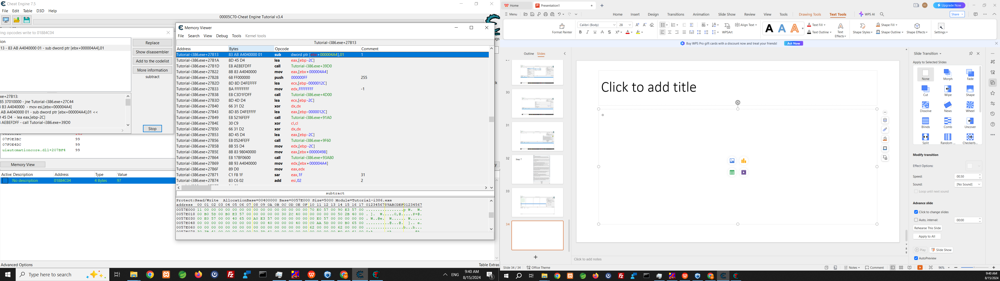 Cheat Engine 7.5
File Edit Table D3D Help
00005C70-Cheat Engine Tutorial v3.4
ing opcodes write to 01884C04
13 - 83 AB A4040000 01 - sub dword ptr [ebx+000004A4],01
Replace
Show disassembler
Add to the codelist
More information
subtract
xe+27B13:
85 37010000 - jne Tutorial-i386.exe+27C44
B3 A4040000 - mov esi,[ebx+000004A4]
AB A4040000 01 - sub dword ptr [ebx+000004A4],01 <<
45 D4 - lea eax,[ebp-2C]
AEBEFDFF - call Tutorial-i386.exe+39D0
Stop
07F0E3BC 99
07F0E4DC 99
uiautomationcore.dll+207BF4 99
Memory View
Active Description Address Type Value
No description 01884C04 4 Bytes 97
Advanced Options
Table Extras
Memory Viewer
File Search View Debug Tools Kernel tools
Tutorial-i386.exe+27B13
Address Bytes Opcode Comment
Tutorial-i386.exe+27B13 83 AB A4040000 01 sub dword ptr [ebx+000004A4],01 1
Tutorial-i386.exe+27B1A 8D 45 D4 lea eax,[ebp-2C]
Tutorial-i386.exe+27B1D E8 AEBEFDFF call Tutorial-i386.exe+39D0
Tutorial-i386.exe+27B22 8B 83 A4040000 mov eax,[ebx+000004A4]
Tutorial-i386.exe+27B28 68 FF000000 push 000000FF 255
Tutorial-i386.exe+27B2D 8D 8D D4FEFFFF lea ecx,[ebp-0000012C]
Tutorial-i386.exe+27B33 BA FFFFFFFF mov edx,FFFFFFFF -1
Tutorial-i386.exe+27B38 E8 C3D1FDFF call Tutorial-i386.exe+4D00
Tutorial-i386.exe+27B3D 8D 4D D4 lea ecx,[ebp-2C]
Tutorial-i386.exe+27B40 66 31 D2 xor dx,dx
Tutorial-i386.exe+27B43 8D 85 D4FEFFFF lea eax,[ebp-0000012C]
Tutorial-i386.exe+27B49 E8 5216FEFF call Tutorial-i386.exe+91A0
Tutorial-i386.exe+27B4E 30 C9 xor cl,cl
Tutorial-i386.exe+27B50 66 31 D2 xor dx,dx
Tutorial-i386.exe+27B53 8D 45 D4 lea eax,[ebp-2C]
Tutorial-i386.exe+27B56 E8 0524FEFF call Tutorial-i386.exe+9F60
Tutorial-i386.exe+27B5B 8B 55 D4 mov edx,[ebp-2C]
Tutorial-i386.exe+27B5E 8B 83 98040000 mov eax,[ebx+00000498]
Tutorial-i386.exe+27B64 E8 17BF0600 call Tutorial-i386.exe+93A80
Tutorial-i386.exe+27B69 8B 93 A4040000 mov edx,[ebx+000004A4]
Tutorial-i386.exe+27B6F 89 D0 mov eax,edx
Tutorial-i386.exe+27B71 C1 F8 1F sar eax,1F 31
Tutorial-i386.exe+27B74 83 C6 02 add esi,02 2
subtract
Protect:Read/Write AllocationBase=00400000 Base=0057E000 Size=5000 Module=Tutorial-i386.exe
address 00 01 02 03 04 05 06 07 08 09 0A 0B 0C 0D 0E 0F 10 11 12 13 14 15 16 17 0123456789ABCDEF01234567
0057E000 11 00 00 00 00 00 00 00 00 00 00 00 00 00 00 00 70 E0 57 00 90 E3 57 00 ................p W. W.
0057E018 00 B0 5D 00 B0 E3 57 00 00 00 00 00 30 2C 40 00 00 00 00 00 50 2B 40 00 . ]. W.....0,@.....P+@.
0057E030 00 E0 57 00 00 40 65 00 A0 E3 57 00 00 00 00 00 00 E0 57 00 00 00 00 00 . W..@e. W...... W.....
0057E048 00 00 00 00 00 00 00 00 00 00 40 00 00 00 40 00 C0 AA 5D 00 00 B0 65 00 ..........@...@. ].. e.
0057E060 00 00 00 00 00 00 00 00 00 00 00 00 00 00 00 00 62 00 00 00 62 00 00 00 ................b...b...
Type here to search
ENG
9:40 AM
8/15/2024
1
Home
Presentation1
Upgrade Now
Menu
Home Insert Design Transitions Animation Slide Show Review View Tools Drawing Tools Text Tools WPS AI
Share
Format Painter
Calibri (Body) 28
Align Text
WPSArt
Text Fill
Text Outline
Text Effects
Shape Styles
Shape Fill
Shape Outline
Shape Effects
Settings
Buy WPS Pro gift cards with a discount now and treat your friends!
Act Now
Outline Slides
30
31
32
Step 7
33
34
Click to add title
Click to add notes
Slide Transition
Apply to Selected Slides
None Morph Fade
Cut Wipe Shape
Dissolve News Wheel
Blinds Comb Uncover
Split Random ... Checkerb...
Modify transition
Effect Options:
Speed: 00.50
Sound: [No Sound]
Loop until next sound
Advance slide
Click to change slides
Auto, interval: 00:00
Rehearse This Slide
Apply to All
Play Slide Show
AutoPreview
Slide 34 / 34 Office Theme
Notes Comment
96%
9:40 AM
8/15/2024